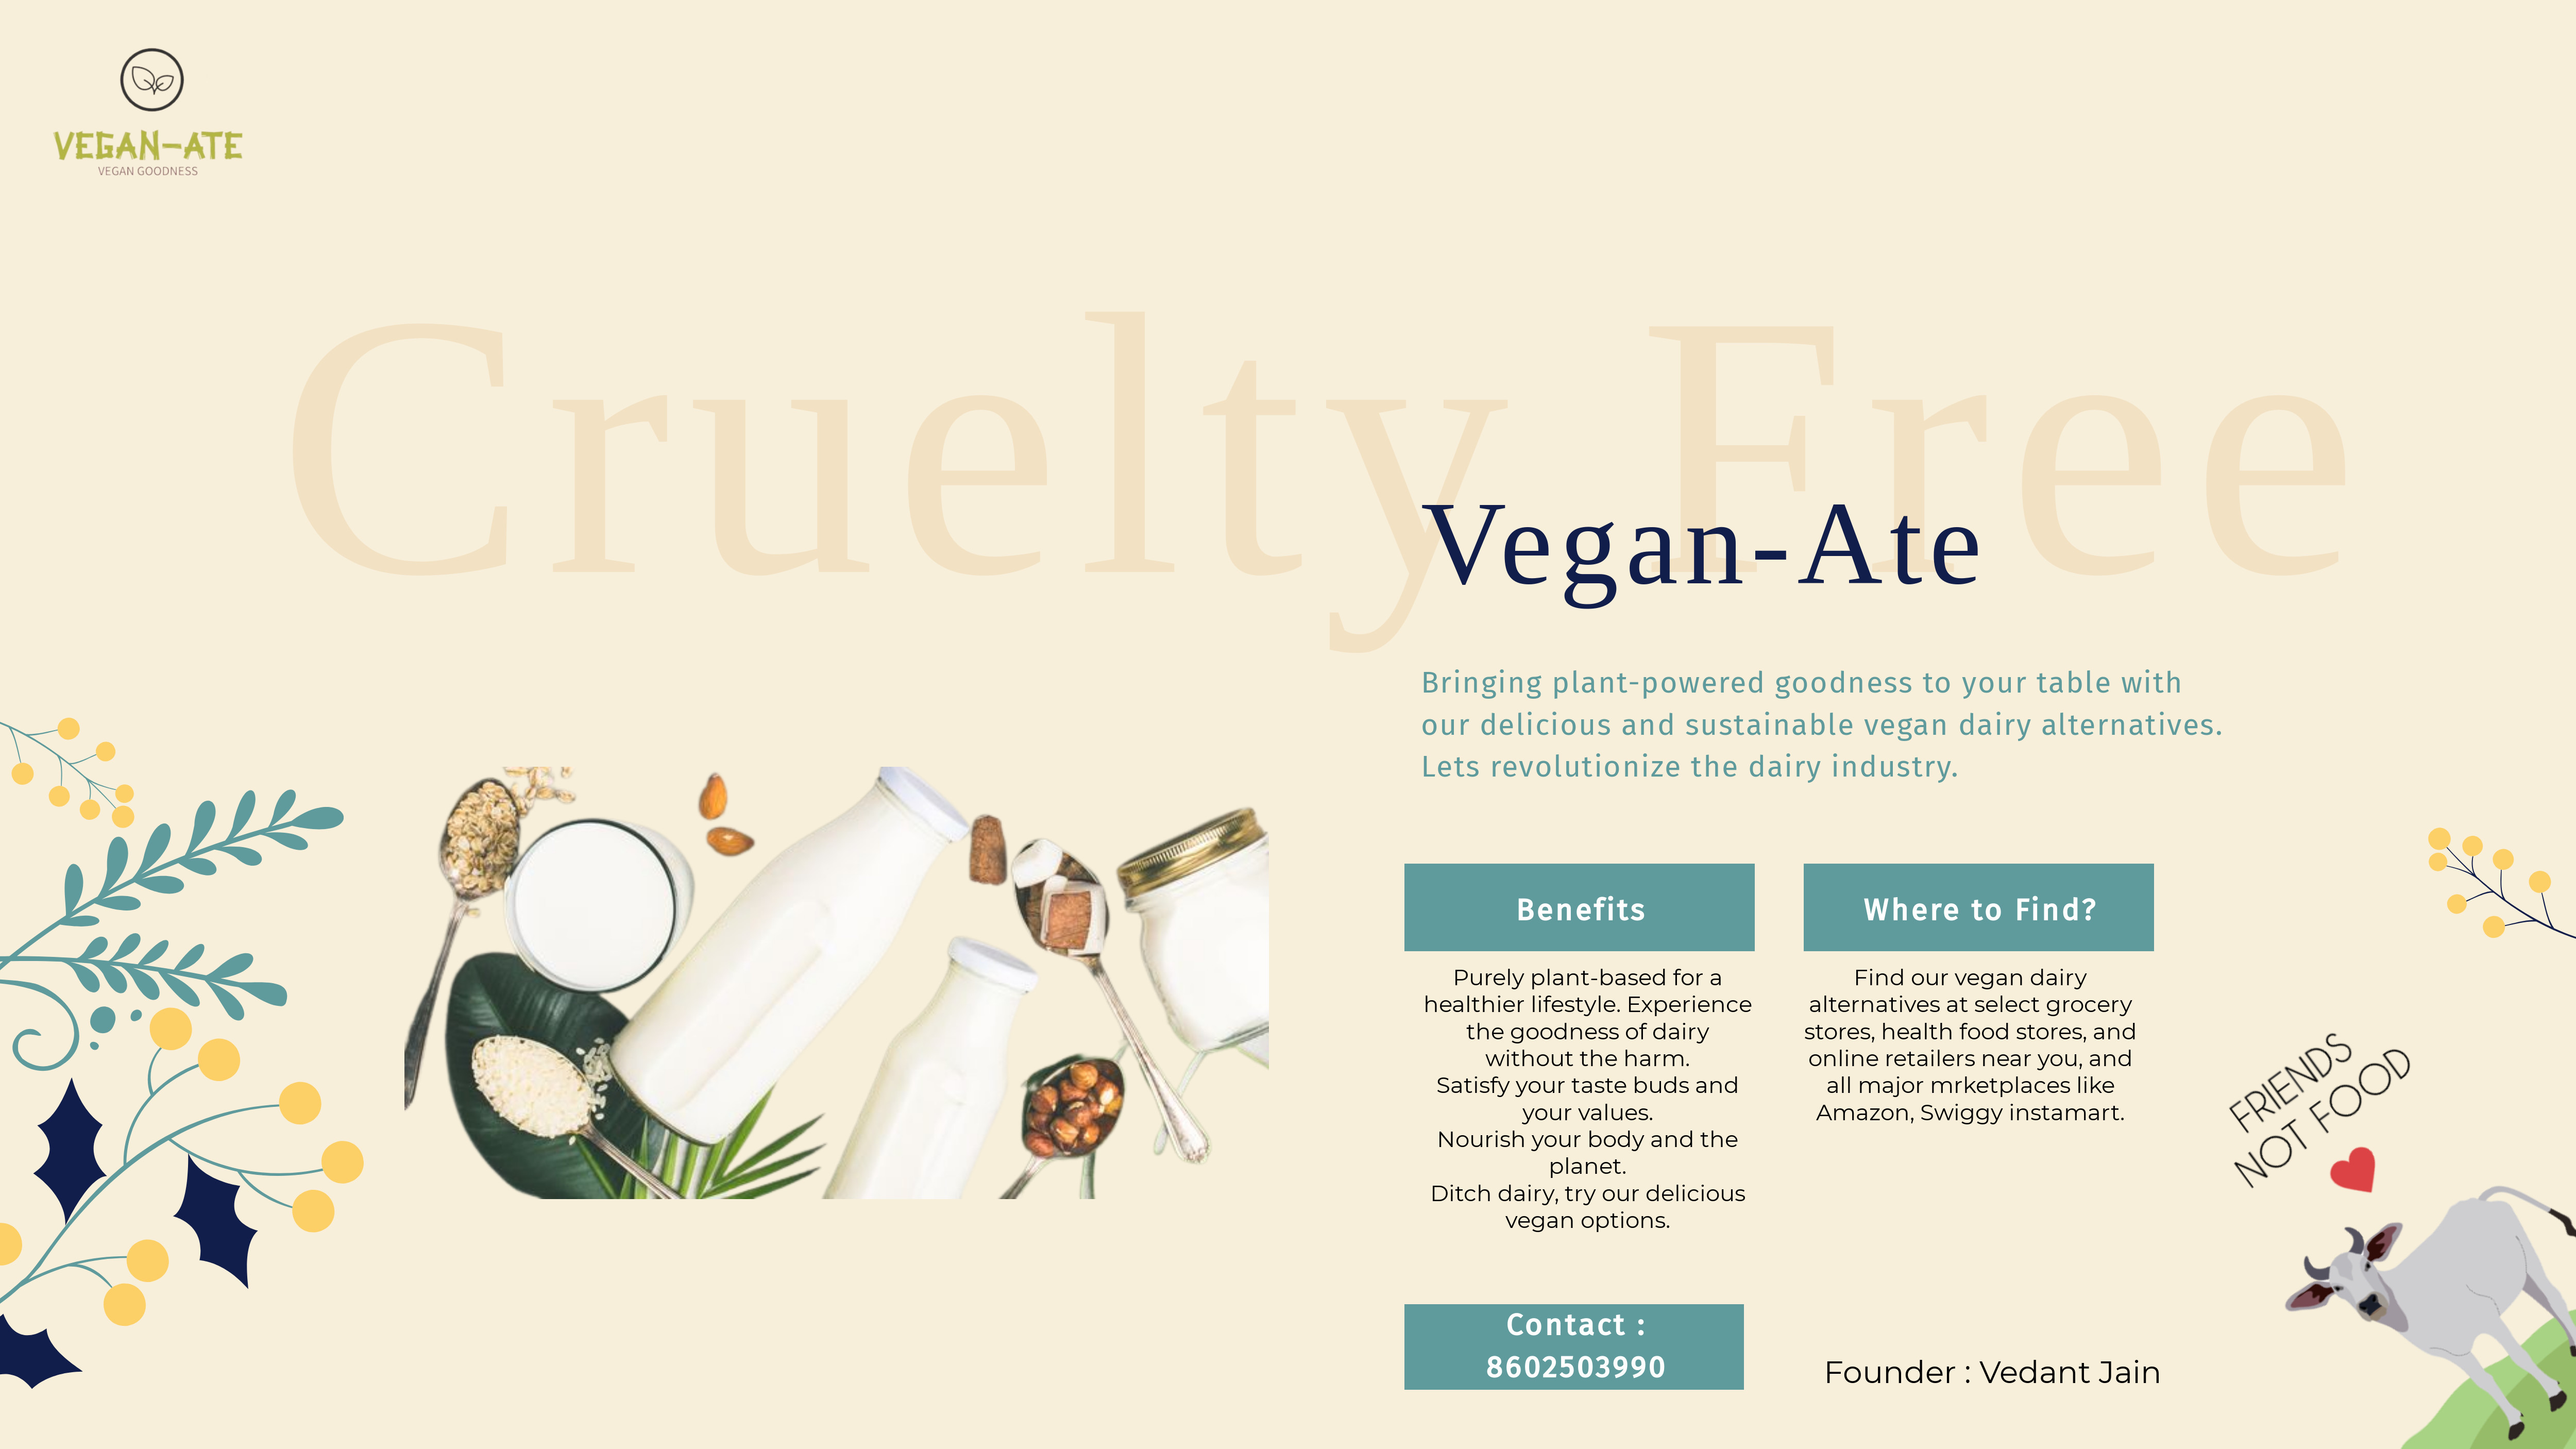 VEGAN-ATE
VEGAN GOODNESS
Cruelty Free
Vegan-Ate
Bringing plant-powered goodness to your table with
our delicious and sustainable vegan dairy alternatives.
Lets revolutionize the dairy industry.
Benefits
Purely plant-based for a
healthier lifestyle. Experience
the goodness of dairy
without the harm.
Satisfy your taste buds and
your values.
Nourish your body and the
planet.
Ditch dairy, try our delicious
vegan options.
Where to Find?
Find our vegan dairy
alternatives at select grocery
stores, health food stores, and
online retailers near you, and
all major mrketplaces like
Amazon, Swiggy instamart.
FRIENDS
NOT FOOD
Contact :
8602503990
Founder : Vedant Jain